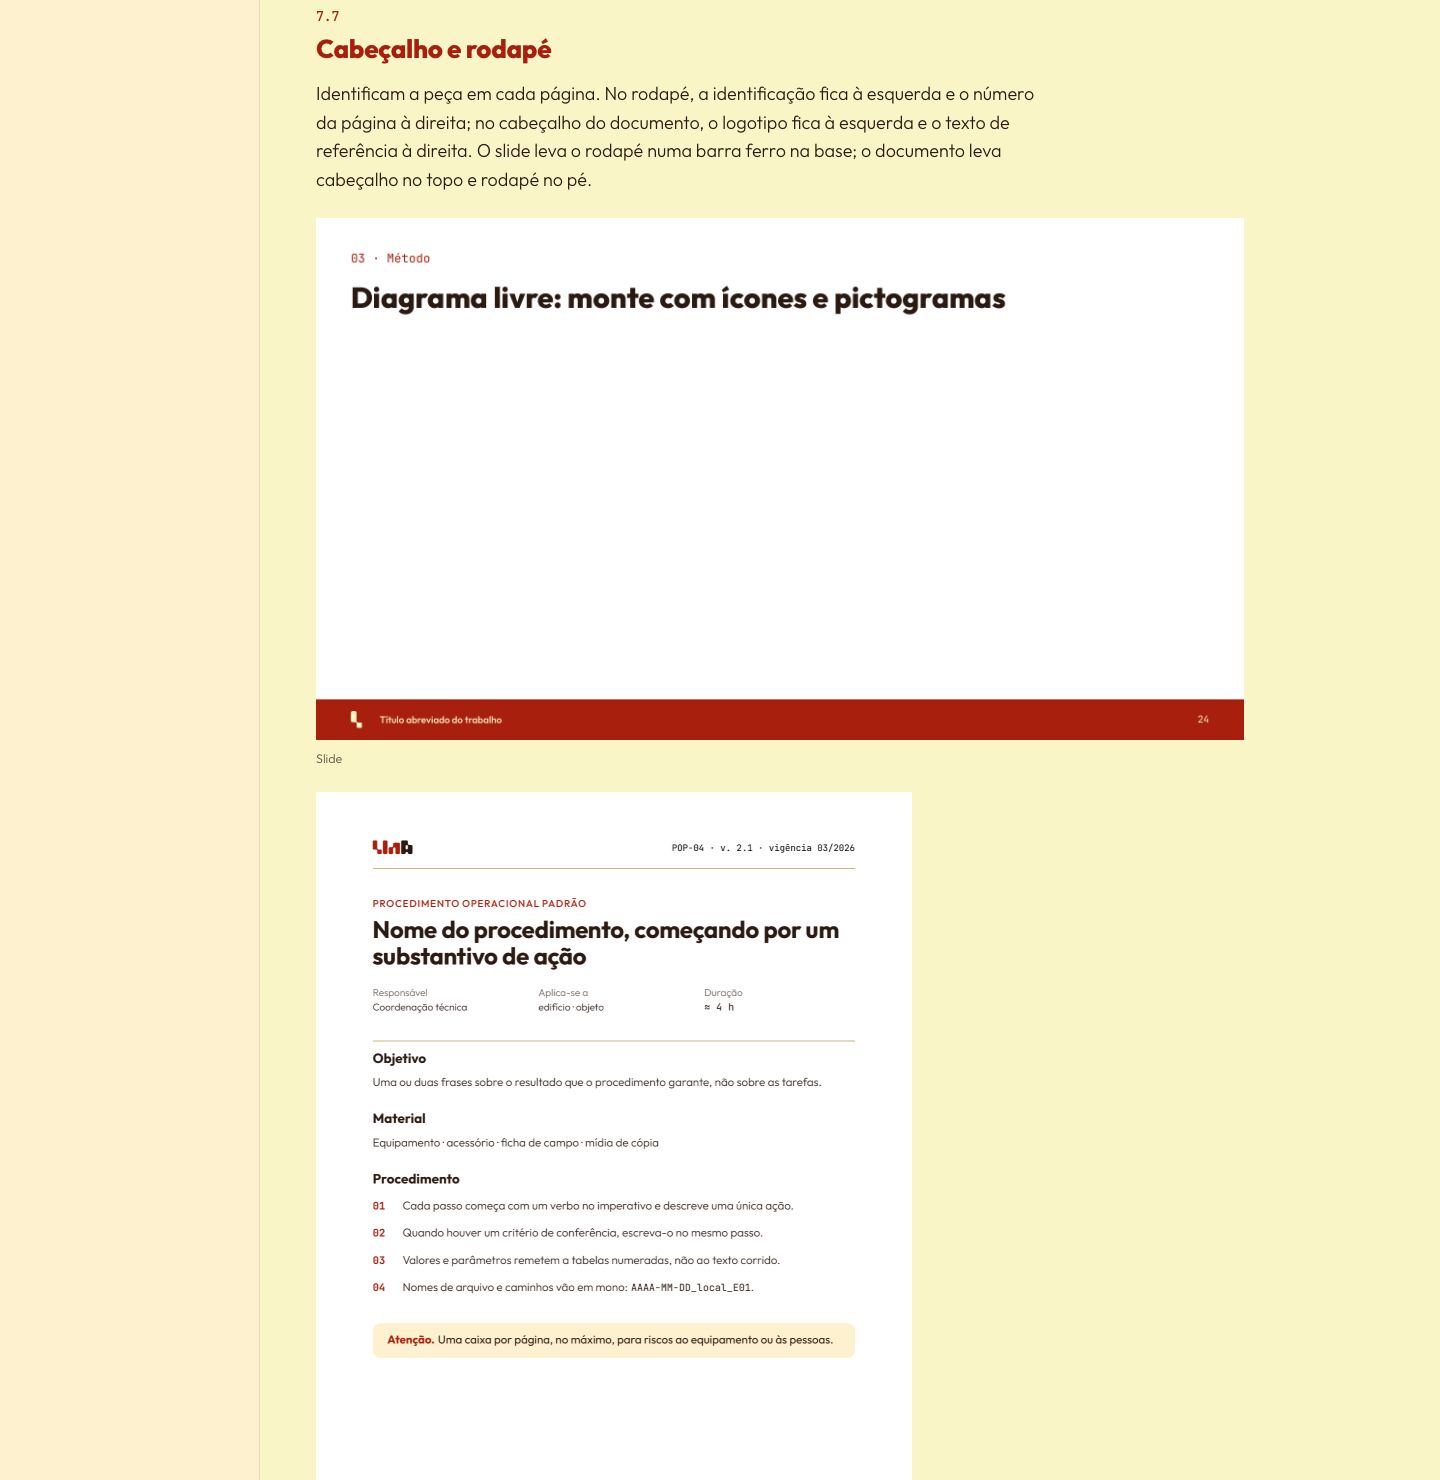 7.7
Cabeçalho e rodapé
Identificam a peça em cada página. No rodapé, a identificação fica à esquerda e o número
da página à direita; no cabeçalho do documento, o logotipo fica à esquerda e o texto de
referência à direita. O slide leva o rodapé numa barra ferro na base; o documento leva
cabeçalho no topo e rodapé no pé.
03 · Método
Diagrama livre: monte com ícones e pictogramas
Título abreviado do trabalho 24
Slide
POP-04 · v. 2.1 · vigência 03/2026
PROCEDIMENTO OPERACIONAL PADRÃO
Nome do procedimento, começando por um
substantivo de ação
Responsável Aplica-se a Duração
Coordenação técnica edifício · objeto ≈ 4 h
Objetivo
Uma ou duas frases sobre o resultado que o procedimento garante, não sobre as tarefas.
Material
Equipamento · acessório · ficha de campo · mídia de cópia
Procedimento
01 Cada passo começa com um verbo no imperativo e descreve uma única ação.
02 Quando houver um critério de conferência, escreva-o no mesmo passo.
03 Valores e parâmetros remetem a tabelas numeradas, não ao texto corrido.
04 Nomes de arquivo e caminhos vão em mono: AAAA-MM-DD_local_E01.
Atenção. Uma caixa por página, no máximo, para riscos ao equipamento ou às pessoas.